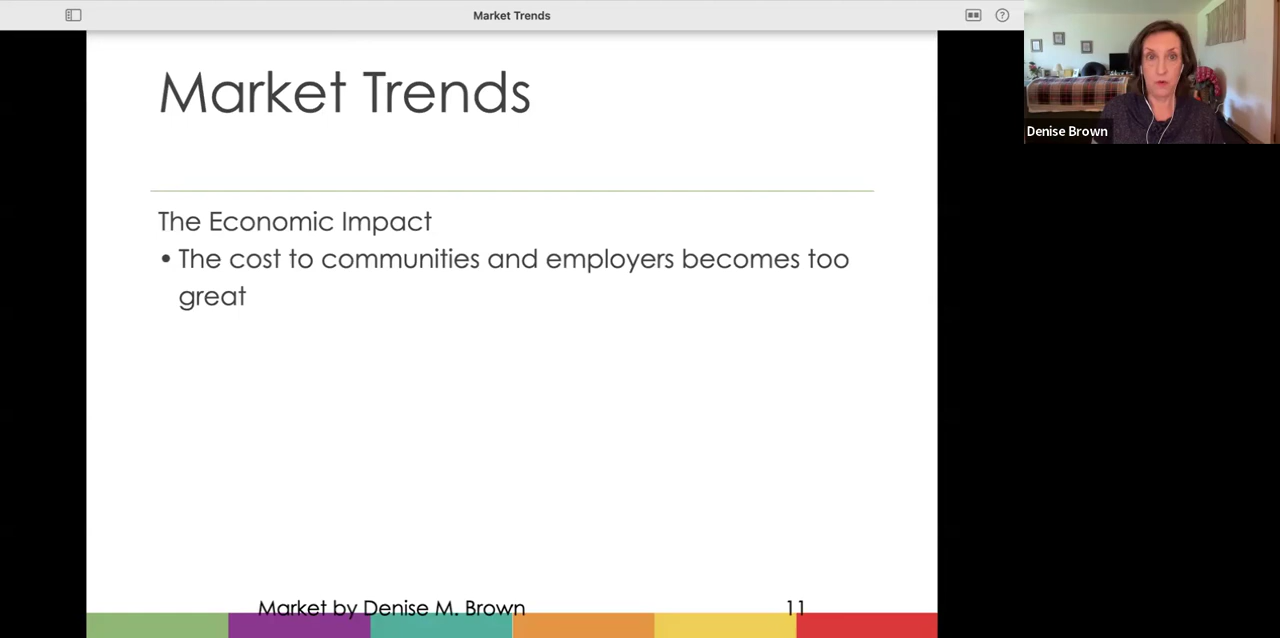 Market Trends
Market Trends
The Economic Impact
• The cost to communities and employers becomes too
great
Market by Denise M. Brown
11
Denise Brown